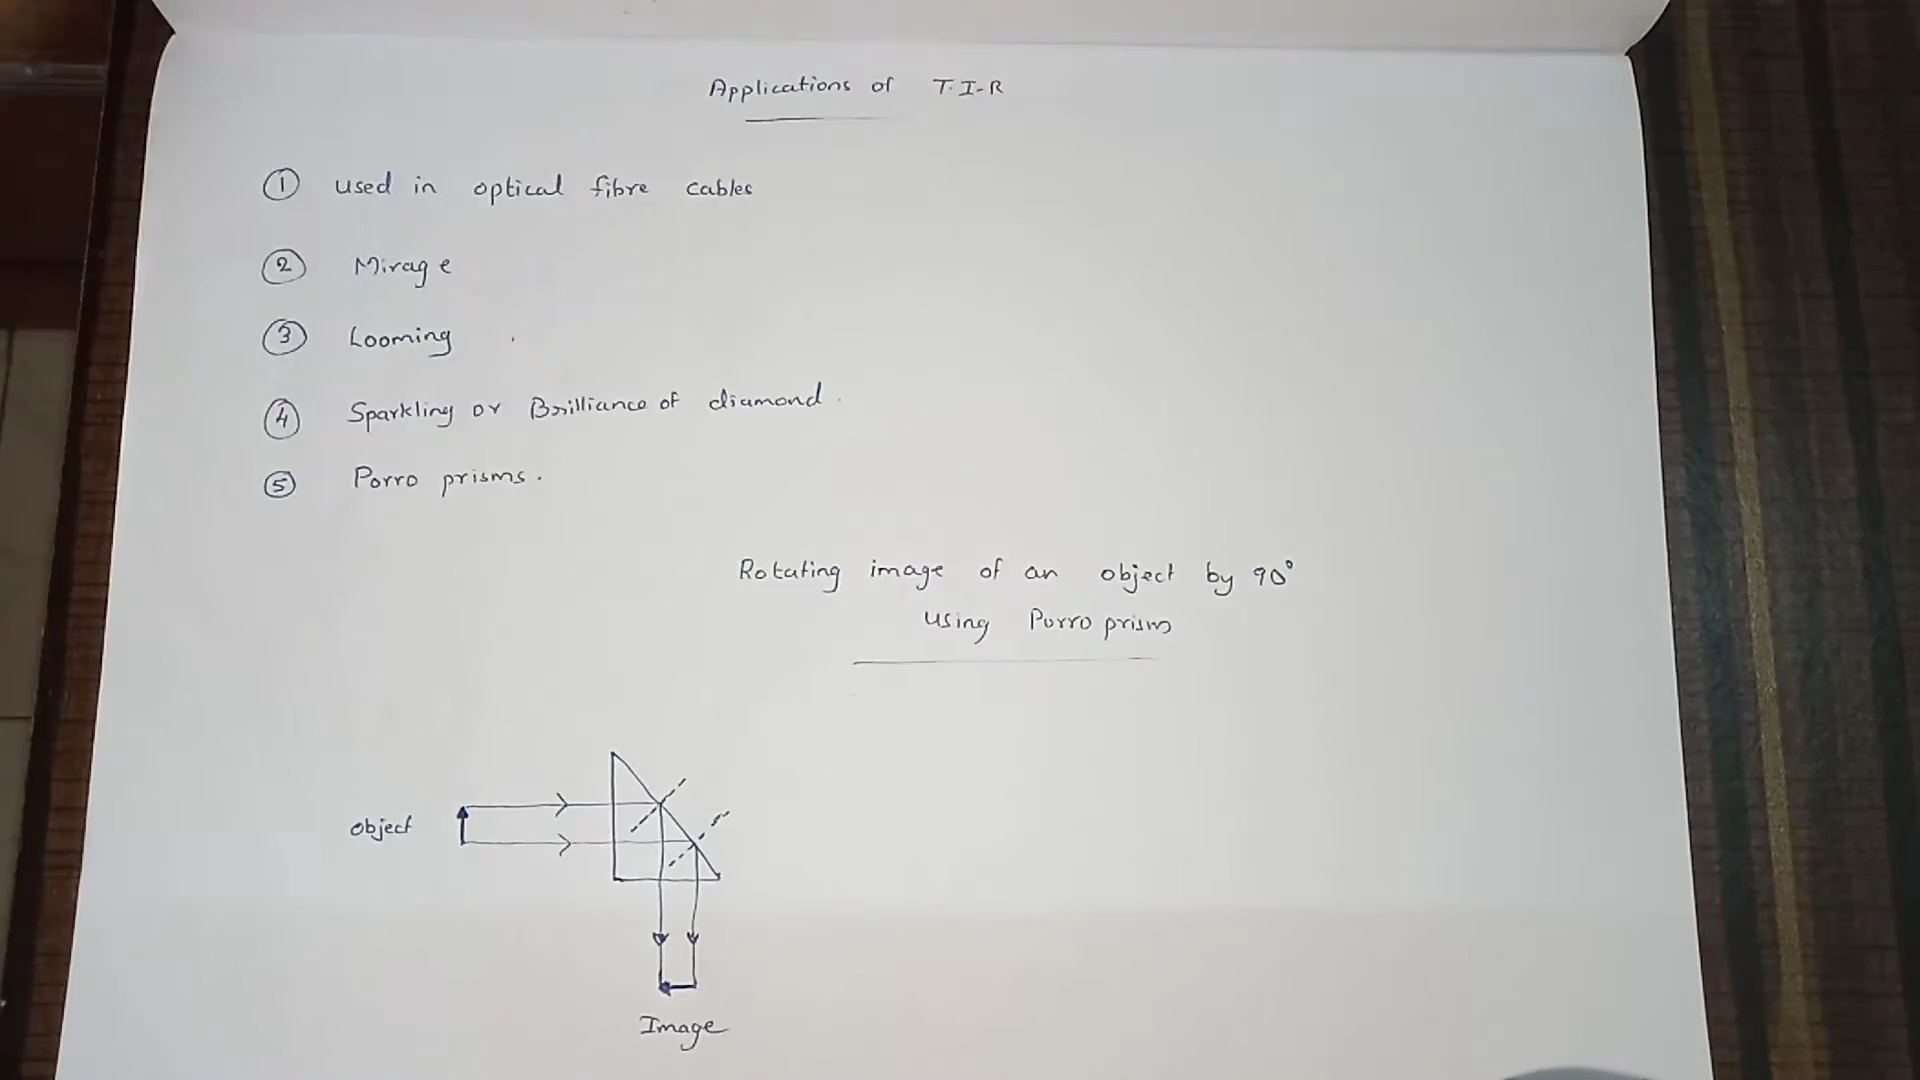 Applications of T.I-R
① used in optical fibre cables
② Mirage
③ Looming
④ Sparkling or Brilliance of diamond.
⑤ Porro prisms.
Rotating image of an object by 90°
using Porro prism
object
Image